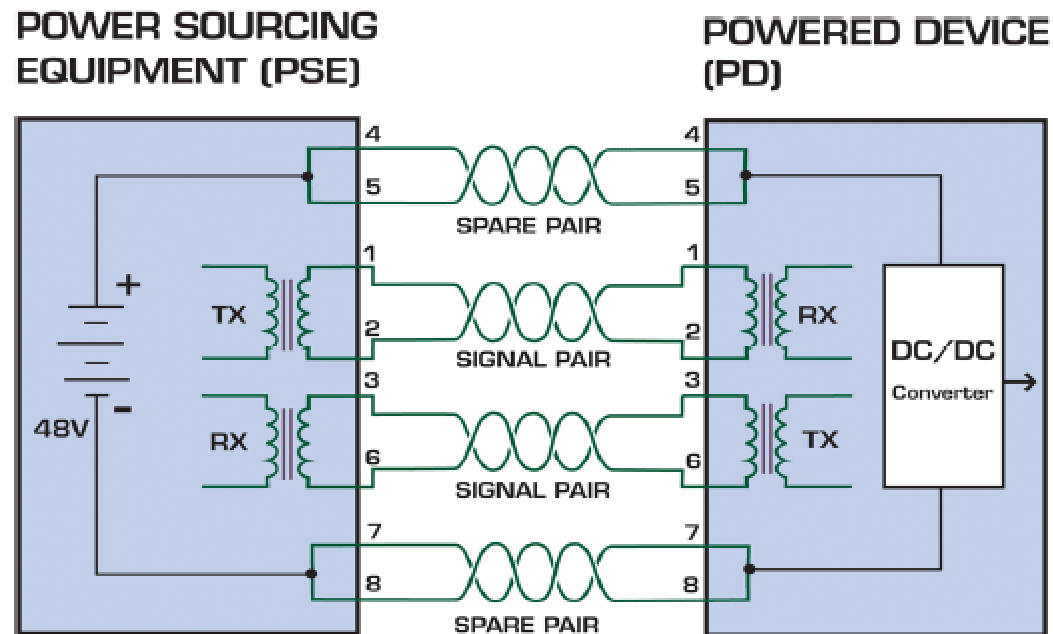 POWER SOURCING
EQUIPMENT (PSE)
POWERED DEVICE
(PD)
4 4
5 5
SPARE PAIR
1 1
+
TX RX
2 2
SIGNAL PAIR
DC/DC
Converter
3 3
-
48V
RX TX
6 6
SIGNAL PAIR
7 7
8 8
SPARE PAIR